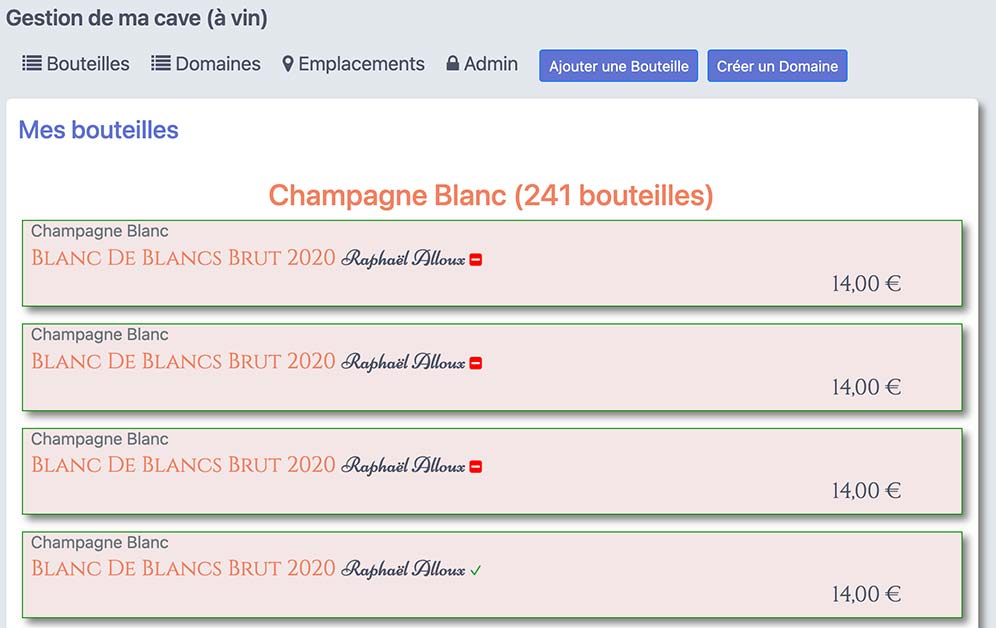 Gestion de ma cave (à vin)
Bouteilles Domaines Emplacements Admin Ajouter une Bouteille Créer un Domaine
Mes bouteilles
Champagne Blanc (241 bouteilles)
Champagne Blanc
Blanc De Blancs Brut 2020 Raphaël Alloux
14,00 €
Champagne Blanc
Blanc De Blancs Brut 2020 Raphaël Alloux
14,00 €
Champagne Blanc
Blanc De Blancs Brut 2020 Raphaël Alloux
14,00 €
Champagne Blanc
Blanc De Blancs Brut 2020 Raphaël Alloux
14,00 €